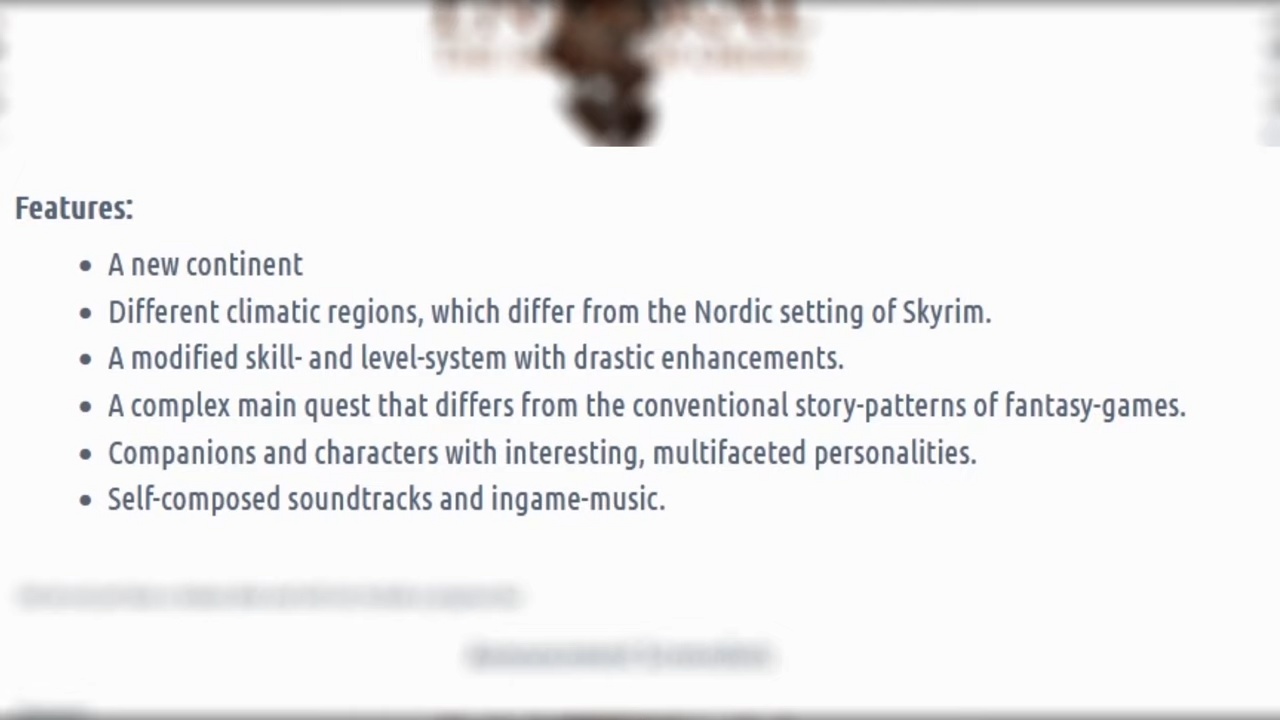 Features:
A new continent
Different climatic regions, which differ from the Nordic setting of Skyrim.
A modified skill- and level-system with drastic enhancements.
A complex main quest that differs from the conventional story-patterns of fantasy-games.
Companions and characters with interesting, multifaceted personalities.
Self-composed soundtracks and ingame-music.